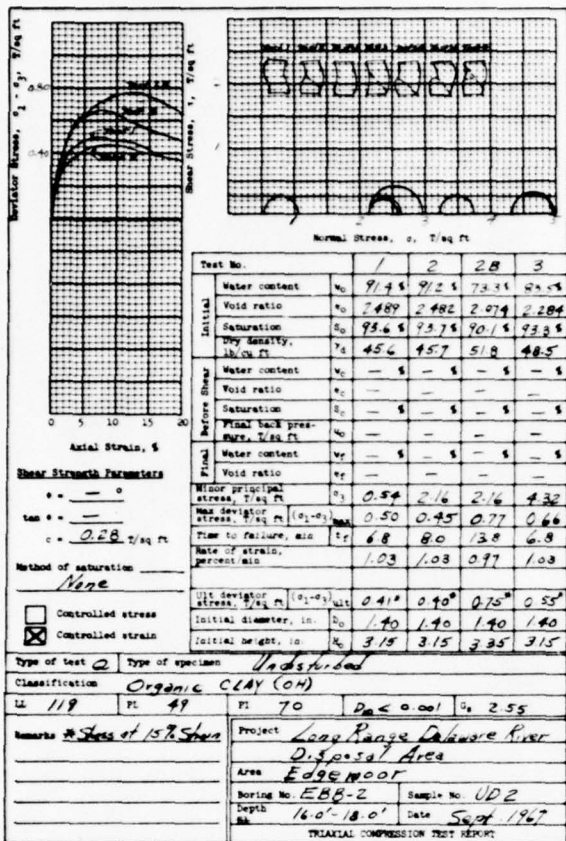 Deviator Stress, σ1 - σ3, T/sq ft
0.80
0.40
0 5 10 15 20
Axial Strain, %
Shear Stress, τ, T/sq ft
1 2 3 4 5
Normal Stress, σ, T/sq ft
Shear Strength Parameters
φ = — °
tan φ = —
c = 0.28 T/sq ft
Method of saturation
None
Controlled stress
Controlled strain
Test No. 1 2 2B 3
Initial
Water content w0 91.4 % 91.2 % 73.3 % 83.5 %
Void ratio e0 2.489 2.482 2.074 2.284
Saturation S0 93.6 % 93.7 % 90.1 % 93.3 %
Dry density, lb/cu ft γd 45.6 45.7 51.8 48.5
Before Shear
Water content wc — % — % — % — %
Void ratio ec — — — —
Saturation Sc — % — % — % — %
Final back pressure, T/sq ft u0 — — — —
Final
Water content wf — % — % — % — %
Void ratio ef — — — —
Minor principal stress, T/sq ft σ3 0.54 2.16 2.16 4.32
Max deviator stress, T/sq ft (σ1-σ3)max 0.50 0.45 0.77 0.66
Time to failure, min tf 6.8 8.0 13.8 6.8
Rate of strain, percent/min 1.03 1.03 0.97 1.03
Ult deviator stress, T/sq ft (σ1-σ3)ult 0.41* 0.40* 0.75* 0.55*
Initial diameter, in. D0 1.40 1.40 1.40 1.40
Initial height, in. H0 3.15 3.15 3.35 3.15
Type of test Q Type of specimen Undisturbed
Classification Organic CLAY (OH)
LL 119 PL 49 PI 70 D10 < 0.001 Gs 2.55
Remarks * Stress at 15% Strain
Project Long Range Delaware River
Disposal Area
Area Edgemoor
Boring No. EBB-2 Sample No. UD2
Depth 16.0'-18.0' Date Sept. 1967
TRIAXIAL COMPRESSION TEST REPORT